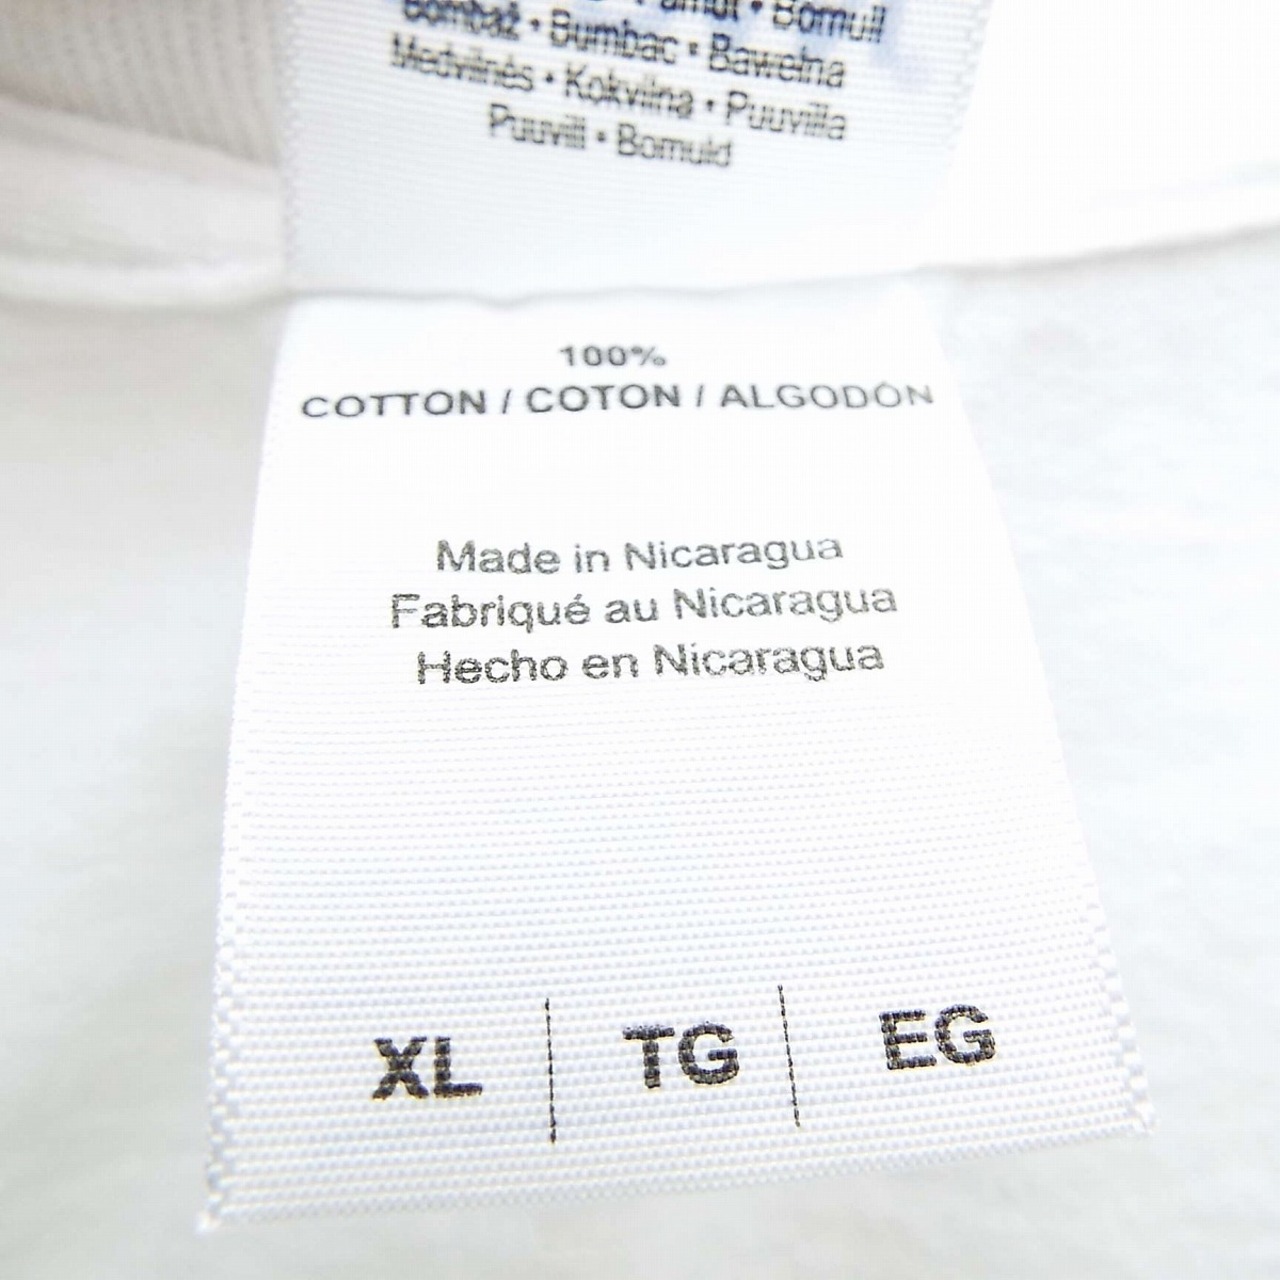 Bomull
Bombaž • Bumbac • Bawełna
Medvilnės • Kokvilna • Puuvilla
Puuvill • Bomuld
100%
COTTON / COTON / ALGODÓN
Made in Nicaragua
Fabriqué au Nicaragua
Hecho en Nicaragua
XL | TG | EG